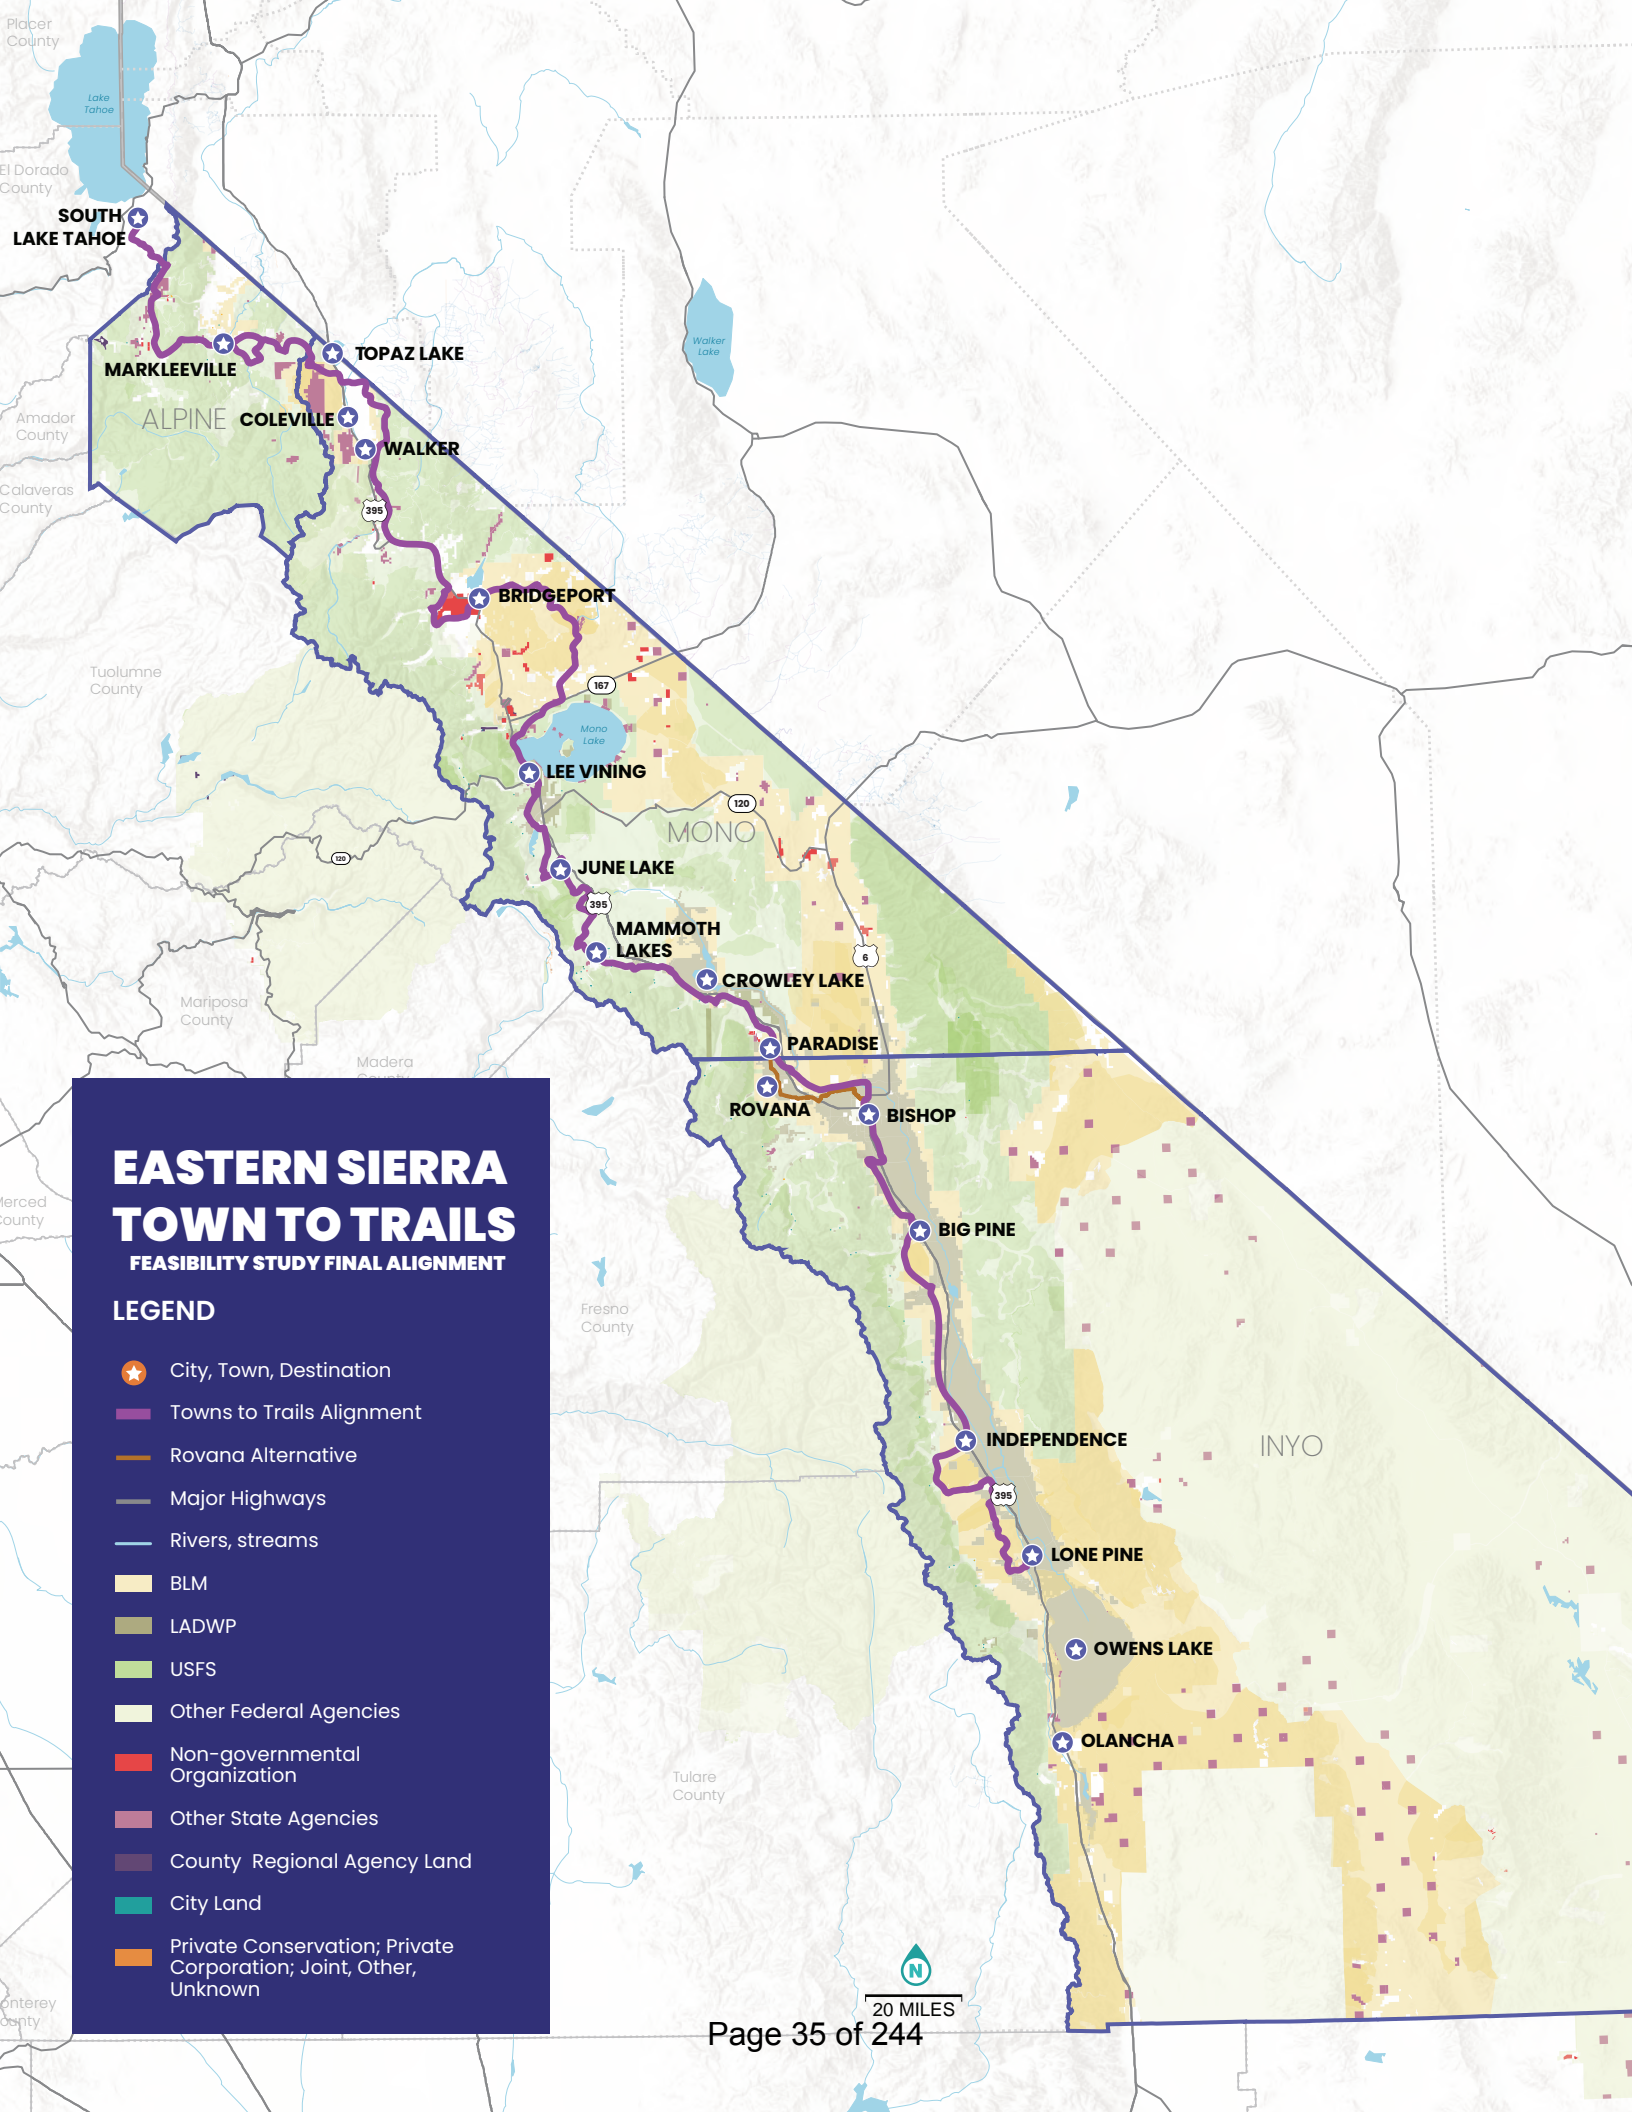 Placer
County
Lake
Tahoe
El Dorado
County
SOUTH
LAKE TAHOE
Walker
Lake
TOPAZ LAKE
MARKLEEVILLE
ALPINE
COLEVILLE
Amador
County
WALKER
Calaveras
County
395
BRIDGEPORT
Tuolumne
County
167
Mono
Lake
LEE VINING
120
MONO
120
JUNE LAKE
395
MAMMOTH
LAKES
6
CROWLEY LAKE
Mariposa
County
PARADISE
Madera
County
ROVANA
BISHOP
EASTERN SIERRA
TOWN TO TRAILS
FEASIBILITY STUDY FINAL ALIGNMENT
LEGEND
City, Town, Destination
Towns to Trails Alignment
Rovana Alternative
Major Highways
Rivers, streams
BLM
LADWP
USFS
Other Federal Agencies
Non-governmental
Organization
Other State Agencies
County  Regional Agency Land
City Land
Private Conservation; Private
Corporation; Joint, Other,
Unknown
erced
ounty
BIG PINE
Fresno
County
INDEPENDENCE
INYO
395
LONE PINE
OWENS LAKE
OLANCHA
Tulare
County
onterey
ounty
N
20 MILES
Page 35 of 244